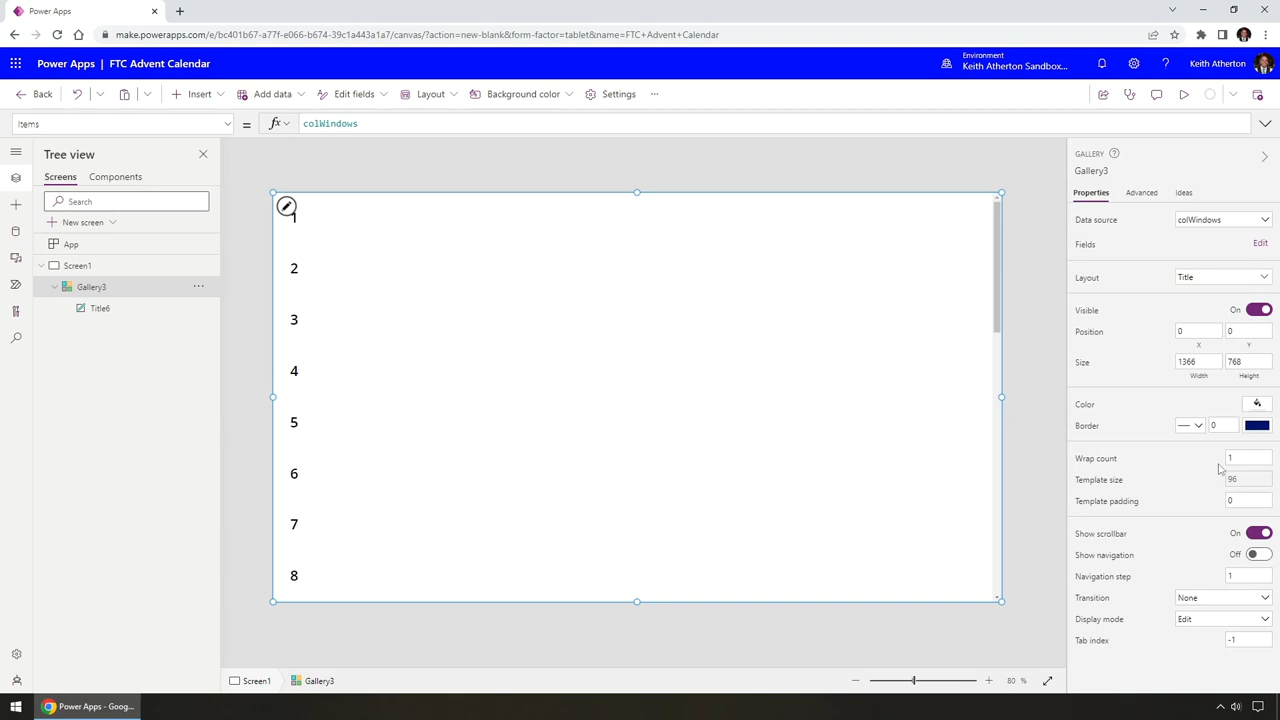 Power Apps
make.powerapps.com/e/bc401b67-a77f-e066-b674-39c1a443a1a7/canvas/?action=new-blank&form-factor=tablet&name=FTC+Advent+Calendar
Power Apps | FTC Advent Calendar
Environment
Keith Atherton Sandbox...
Keith Atherton
Back
Insert
Add data
Edit fields
Layout
Background color
Settings
Items
= fx colWindows
Tree view
Screens
Components
Search
New screen
App
Screen1
Gallery3
Title6
1
2
3
4
5
6
7
8
GALLERY
Gallery3
Properties
Advanced
Ideas
Data source colWindows
Fields Edit
Layout Title
Visible On
Position 0 0
X Y
Size 1366 768
Width Height
Color
Border 0
Wrap count 1
Template size 96
Template padding 0
Show scrollbar On
Show navigation Off
Navigation step 1
Transition None
Display mode Edit
Tab index -1
Screen1
Gallery3
80 %
Power Apps - Goog...